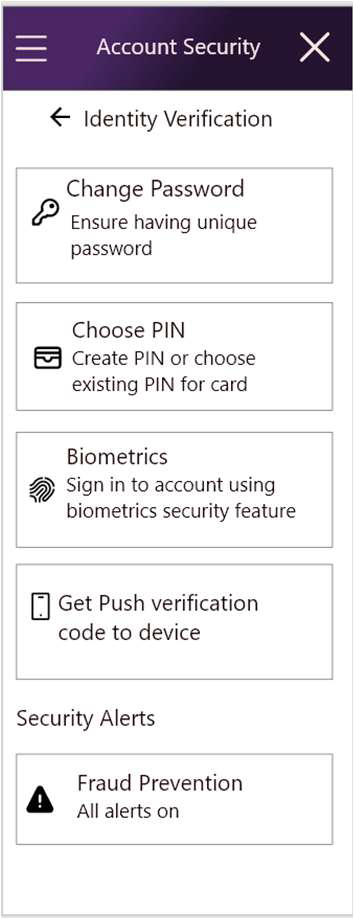 Account Security
Identity Verification
Change Password
Ensure having unique
password
Choose PIN
Create PIN or choose
existing PIN for card
Biometrics
Sign in to account using
biometrics security feature
Get Push verification
code to device
Security Alerts
Fraud Prevention
All alerts on